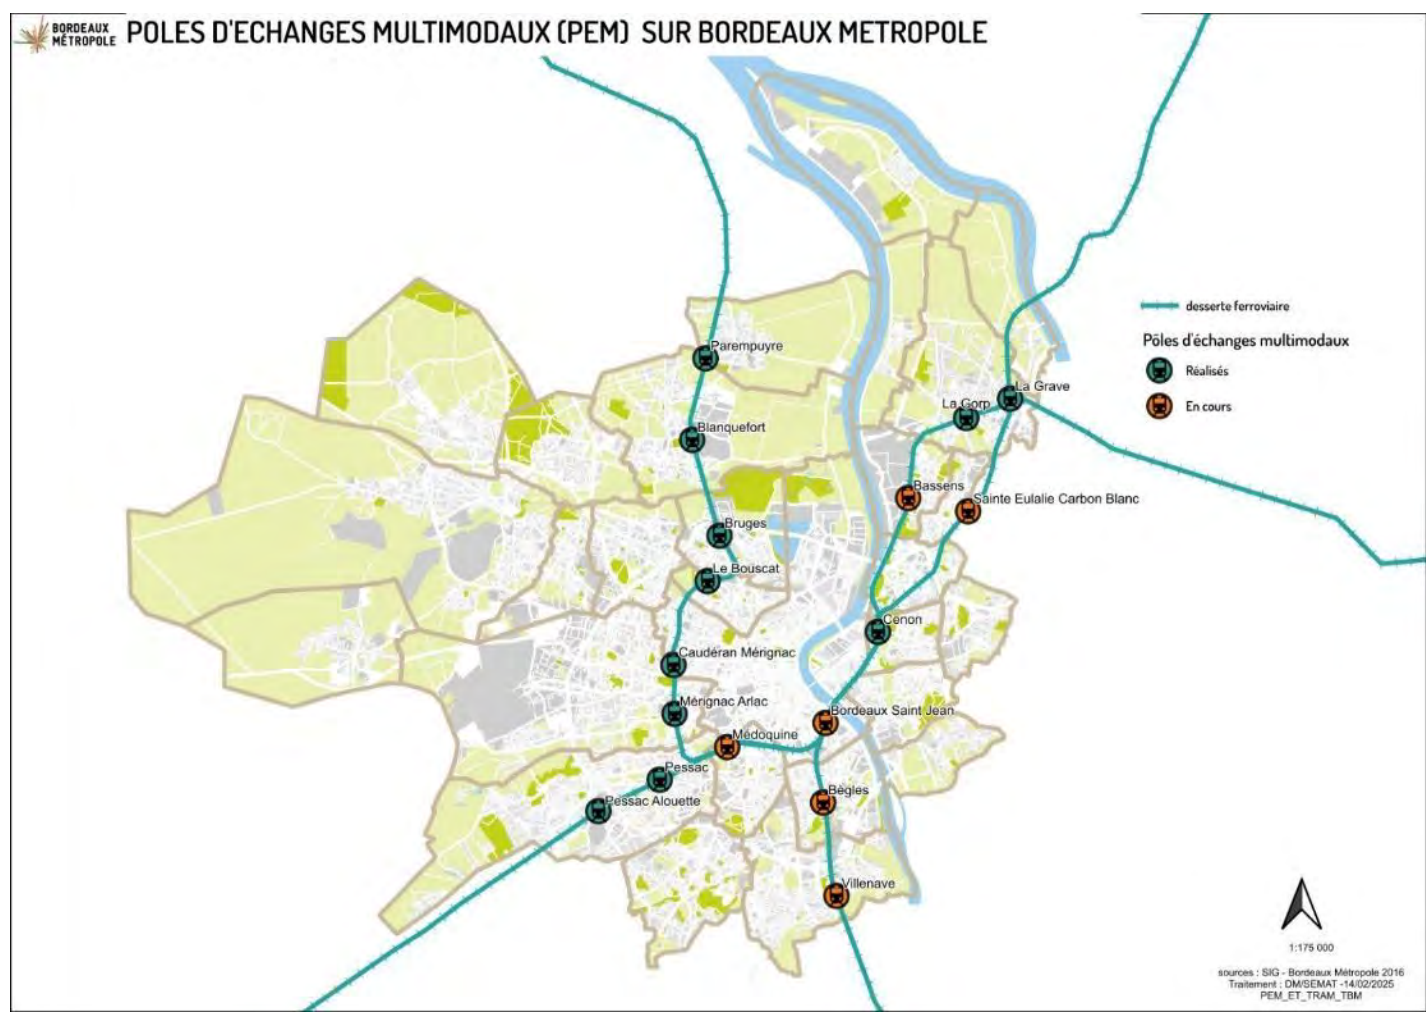 BORDEAUX
MÉTROPOLE
POLES D'ECHANGES MULTIMODAUX (PEM) SUR BORDEAUX METROPOLE
desserte ferroviaire
Pôles d'échanges multimodaux
Réalisés
En cours
Parempuyre
La Grave
La Gorp
Blanquefort
Bassens
Sainte Eulalie Carbon Blanc
Bruges
Le Bouscat
Cenon
Caudéran Mérignac
Mérignac Arlac
Bordeaux Saint Jean
Médoquine
Pessac
Pessac Alouette
Bègles
Villenave
1:175 000
sources : SIG - Bordeaux Métropole 2016
Traitement : DM/SEMAT -14/02/2025
PEM_ET_TRAM_TBM